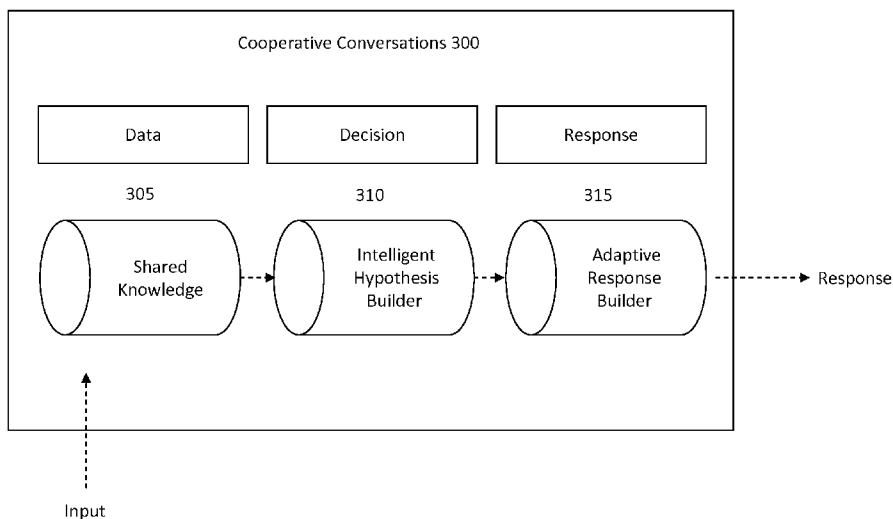 Cooperative Conversations 300
Data
Decision
Response
305
310
315
Shared
Knowledge
Intelligent
Hypothesis
Builder
Adaptive
Response
Builder
Response
Input